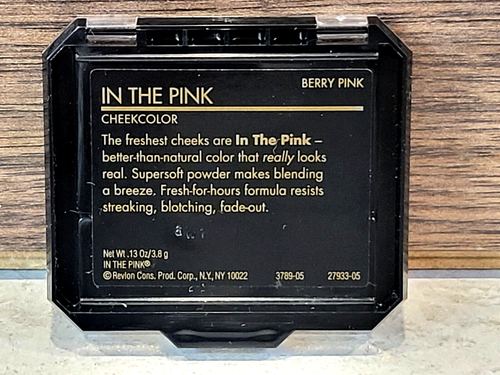 BERRY PINK
IN THE PINK
CHEEKCOLOR
The freshest cheeks are In The Pink –
better-than-natural color that really looks
real. Supersoft powder makes blending
a breeze. Fresh-for-hours formula resists
streaking, blotching, fade-out.
Net Wt .13 Oz/3.8 g
IN THE PINK®
© Revlon Cons. Prod. Corp., N.Y., NY 10022 3789-05 27933-05